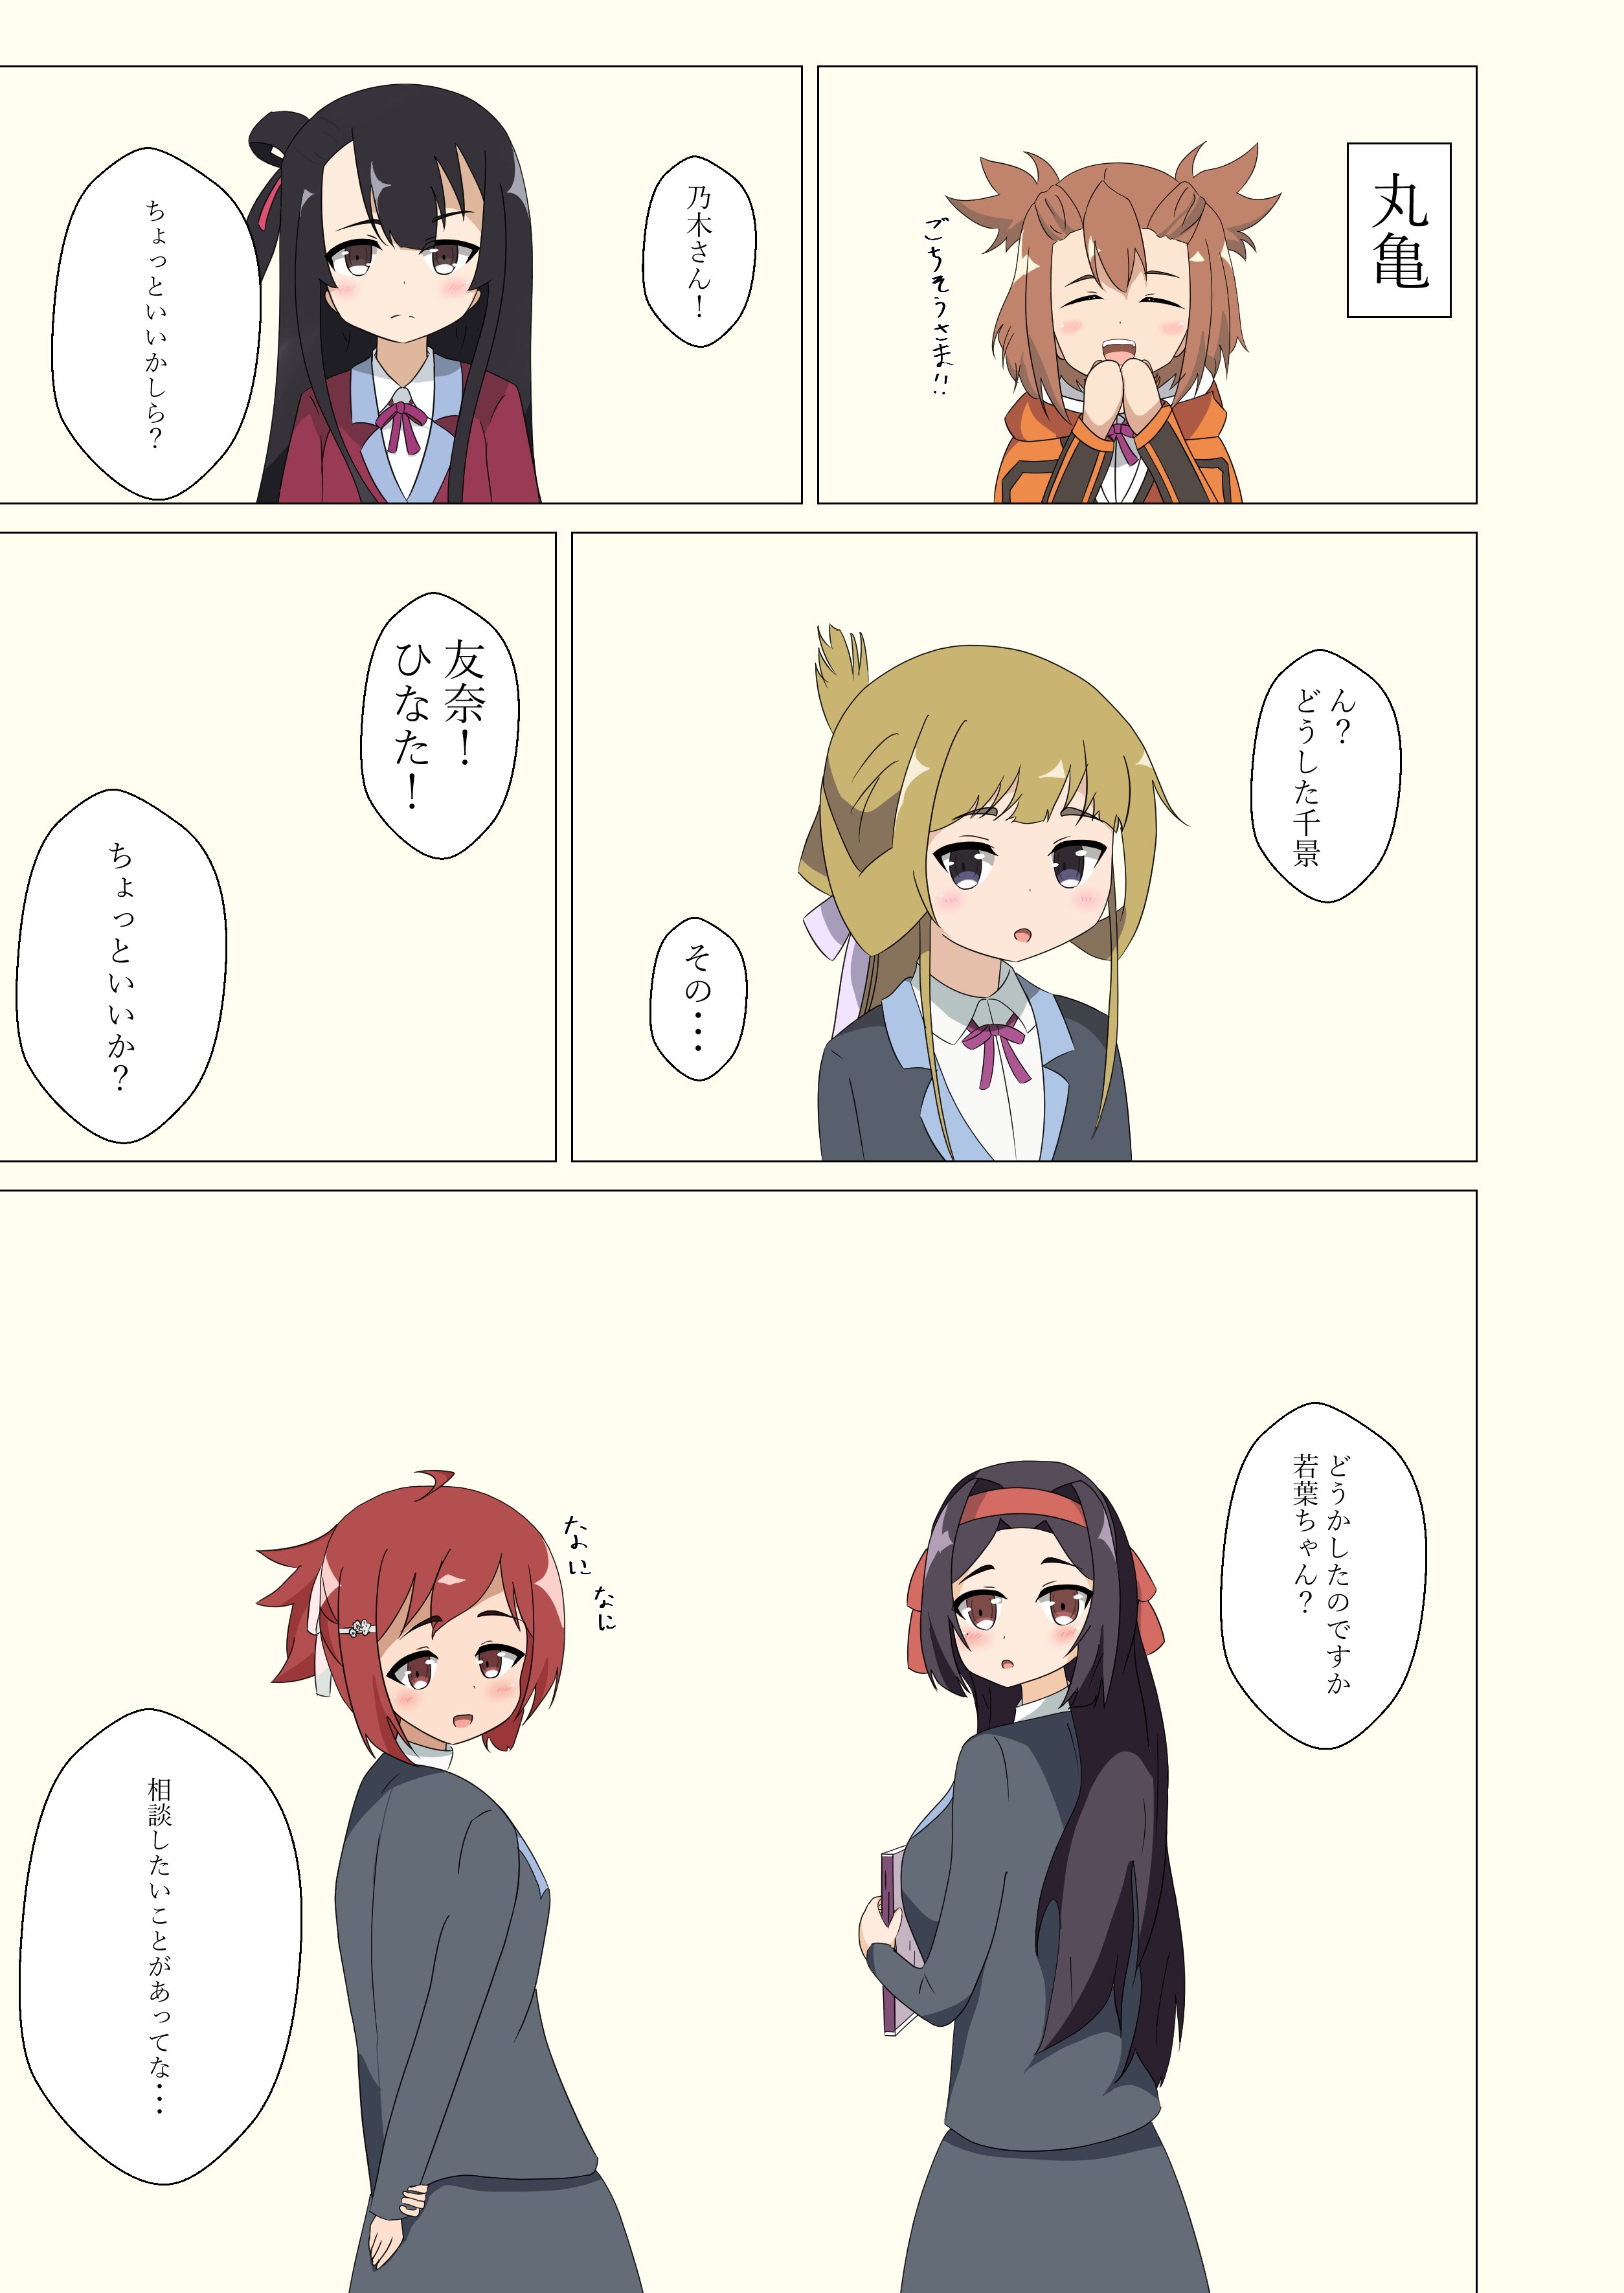 丸亀
ごちそうさま!!
乃木さん！
ちょっといいかしら？
ん？
どうした千景
その・・・
友奈！
ひなた！
ちょっといいか？
どうかしたのですか
若葉ちゃん？
なに
なに
相談したいことがあってな・・・